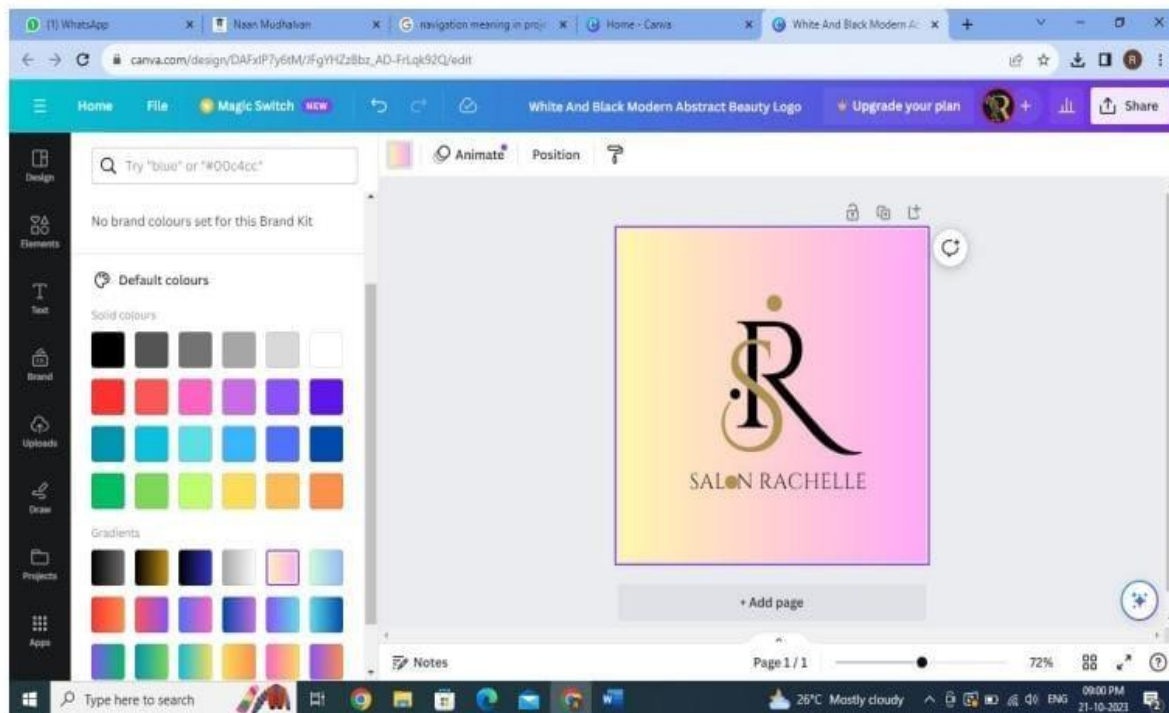 (1) WhatsApp
Naan Mudhalvan
navigation meaning in proj
Home - Canva
White And Black Modern A
canva.com/design/
Home File Magic Switch NEW White And Black Modern Abstract Beauty Logo Upgrade your plan Share
Design
Elements
Text
Brand
Uploads
Draw
Projects
Apps
Try "blue" or "#00c4cc"
No brand colours set for this Brand Kit
Default colours
Solid colours
Gradients
Animate Position
SR
SALON RACHELLE
+ Add page
Notes Page 1 / 1 72%
Type here to search 26°C Mostly cloudy ENG 09:00 PM
21-10-2023